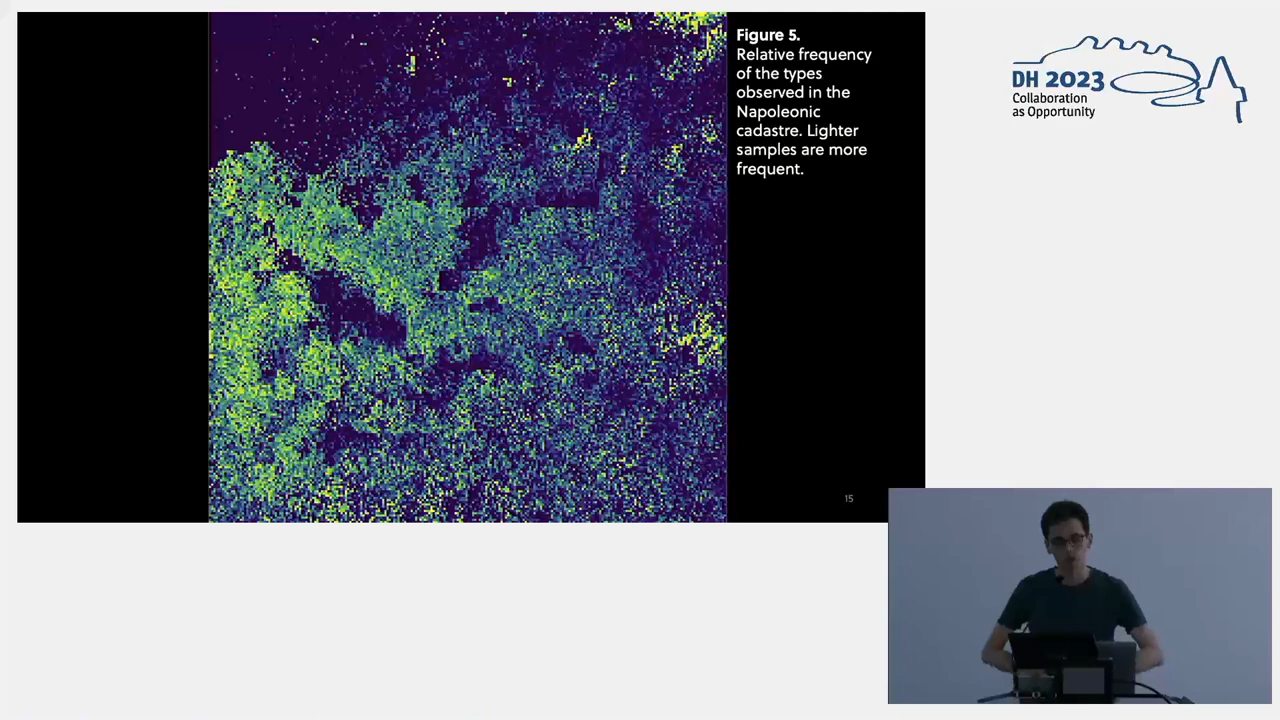 Figure 5.
Relative frequency
of the types
observed in the
Napoleonic
cadastre. Lighter
samples are more
frequent.
15
DH 2023
Collaboration
as Opportunity